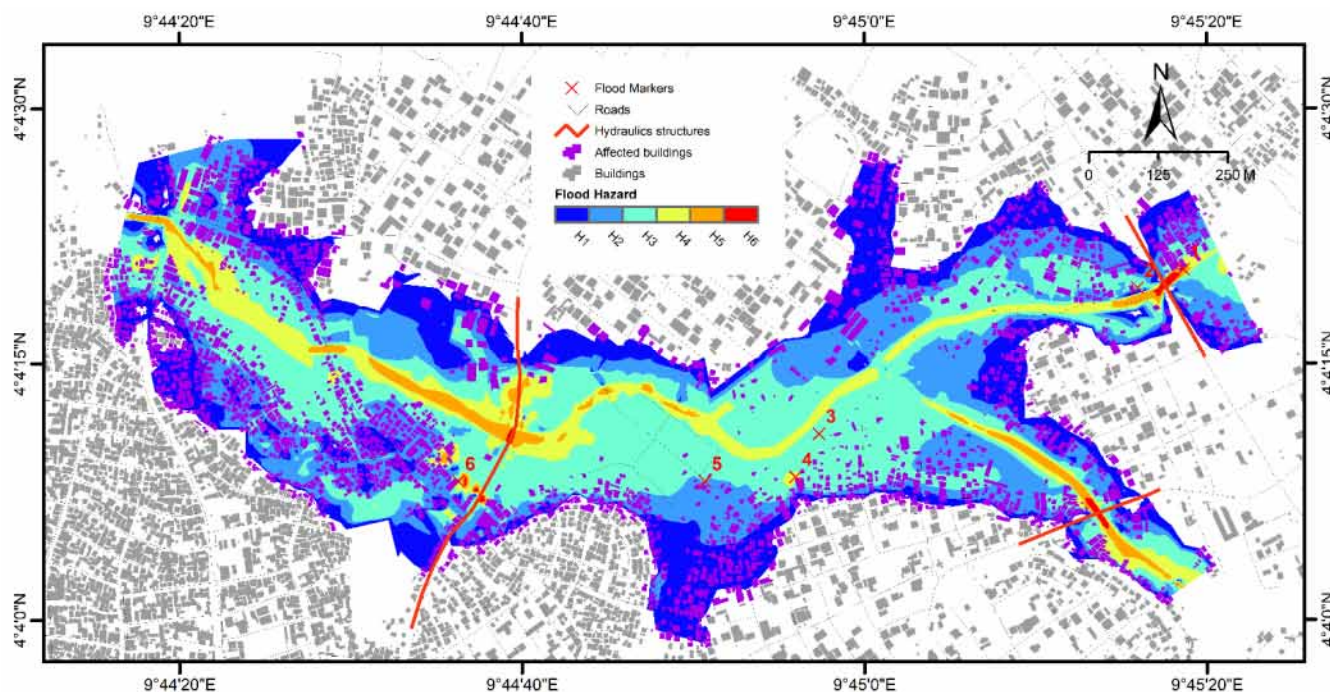 9°44'20"E 9°44'40"E 9°45'0"E 9°45'20"E
4°4'30"N 4°4'30"N
4°4'15"N 4°4'15"N
4°4'0"N 4°4'0"N
Flood Markers
Roads
Hydraulics structures
Affected buildings
Buildings
Flood Hazard
H1 H2 H3 H4 H5 H6
N
0 125 250 M
2 1
3
6 5 4
9°44'20"E 9°44'40"E 9°45'0"E 9°45'20"E